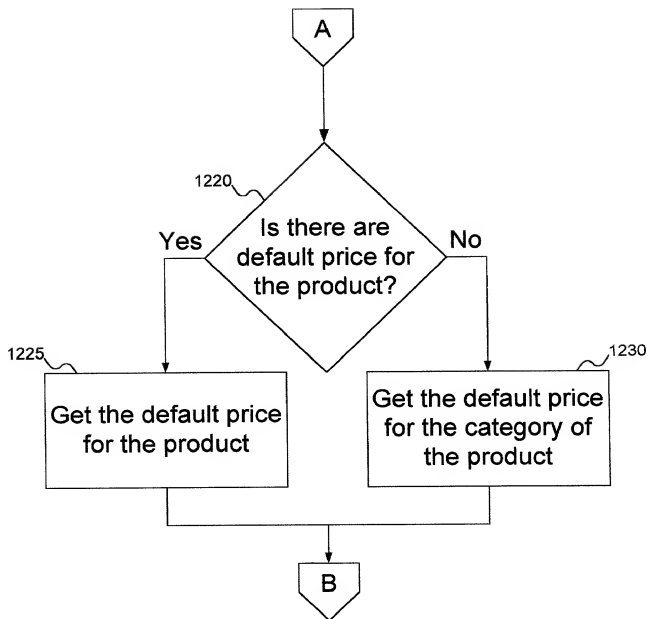 A
1220
Is there are
default price for
the product?
Yes
No
1225
Get the default price
for the product
1230
Get the default price
for the category of
the product
B